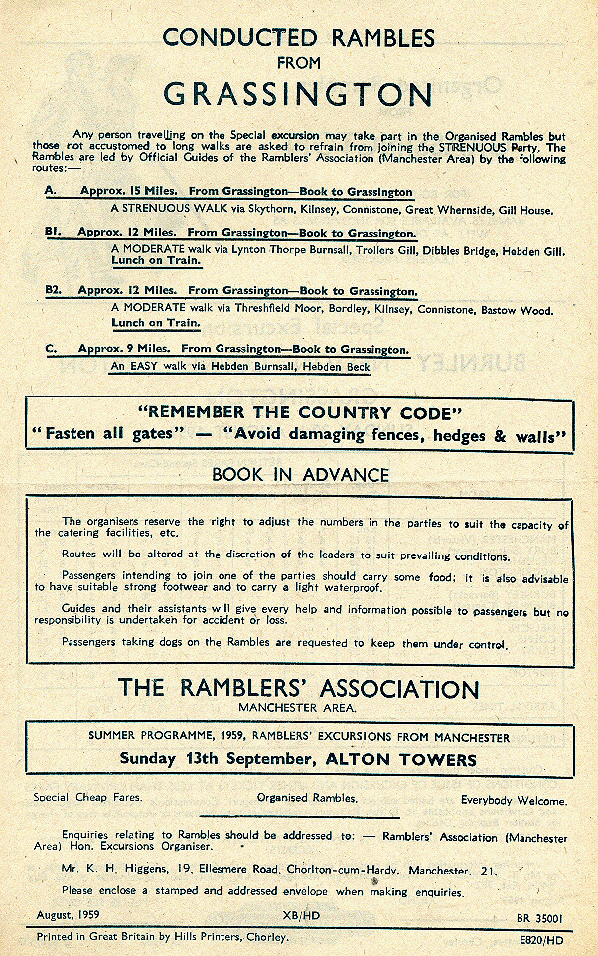 CONDUCTED RAMBLES
FROM
GRASSINGTON
Any person travelling on the Special excursion may take part in the Organised Rambles but
those not accustomed to long walks are asked to refrain from joining the STRENUOUS Party. The
Rambles are led by Official Guides of the Ramblers' Association (Manchester Area) by the following
routes:—
A. Approx. 15 Miles. From Grassington—Book to Grassington
A STRENUOUS WALK via Skythorn, Kilnsey, Connistone, Great Whernside, Gill House.
B1. Approx. 12 Miles. From Grassington—Book to Grassington.
A MODERATE walk via Lynton Thorpe Burnsall, Trollers Gill, Dibbles Bridge, Hebden Gill.
Lunch on Train.
B2. Approx. 12 Miles. From Grassington—Book to Grassington.
A MODERATE walk via Threshfield Moor, Bordley, Kilnsey, Connistone, Bastow Wood.
Lunch on Train.
C. Approx. 9 Miles. From Grassington—Book to Grassington.
An EASY walk via Hebden Burnsall, Hebden Beck
"REMEMBER THE COUNTRY CODE"
"Fasten all gates" — "Avoid damaging fences, hedges & walls"
BOOK IN ADVANCE
The organisers reserve the right to adjust the numbers in the parties to suit the capacity of
the catering facilities, etc.
Routes will be altered at the discretion of the leaders to suit prevailing conditions.
Passengers intending to join one of the parties should carry some food; it is also advisable
to have suitable strong footwear and to carry a light waterproof.
Guides and their assistants will give every help and information possible to passengers but no
responsibility is undertaken for accident or loss.
Passengers taking dogs on the Rambles are requested to keep them under control.
THE RAMBLERS' ASSOCIATION
MANCHESTER AREA.
SUMMER PROGRAMME, 1959, RAMBLERS' EXCURSIONS FROM MANCHESTER
Sunday 13th September, ALTON TOWERS
Special Cheap Fares. Organised Rambles. Everybody Welcome.
Enquiries relating to Rambles should be addressed to: — Ramblers' Association (Manchester
Area) Hon. Excursions Organiser.
Mr. K. H. Higgens, 19, Ellesmere Road, Chorlton-cum-Hardy. Manchester. 21.
Please enclose a stamped and addressed envelope when making enquiries.
August, 1959 XB/HD BR 35001
Printed in Great Britain by Hills Printers, Chorley. E820/HD